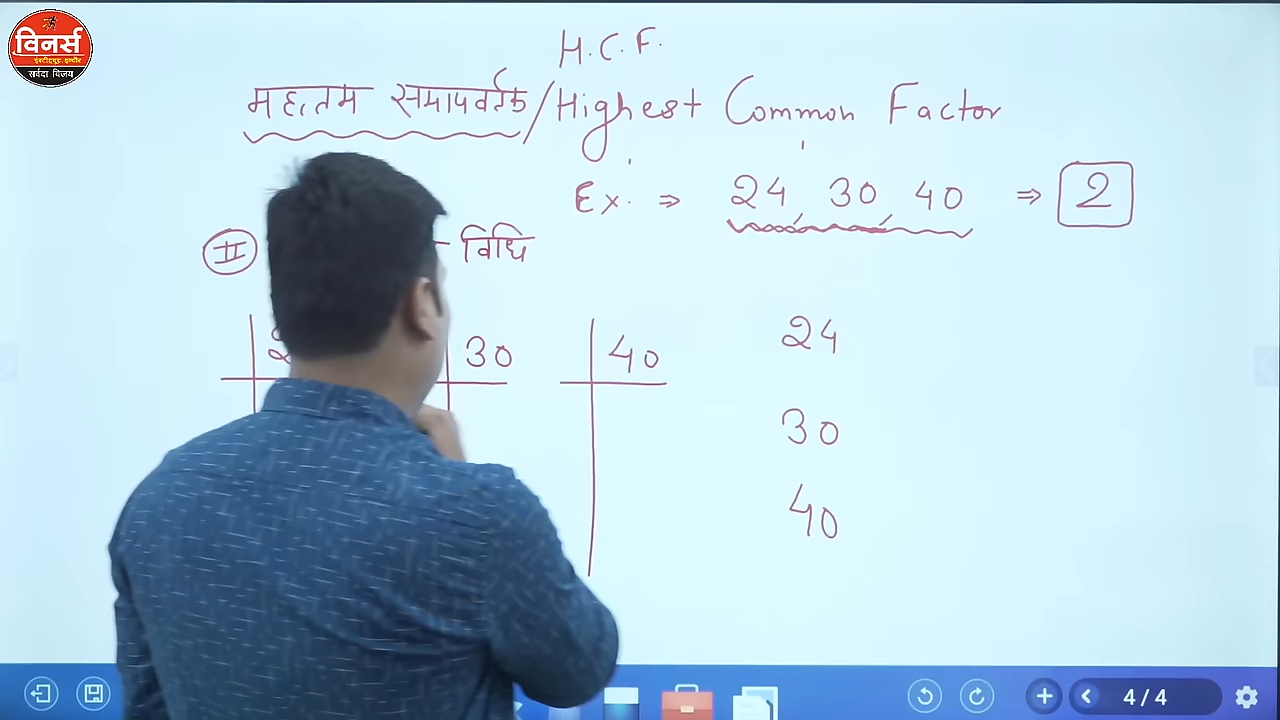 विनर्स
इंस्टीट्यूट, इन्दौर
सर्वदा विजय
H.C.F.
महत्तम समापवर्तक/Highest Common Factor
Ex. ⇒ 24, 30, 40 ⇒ 2
II - विधि
30 40 24
30
40
4/4